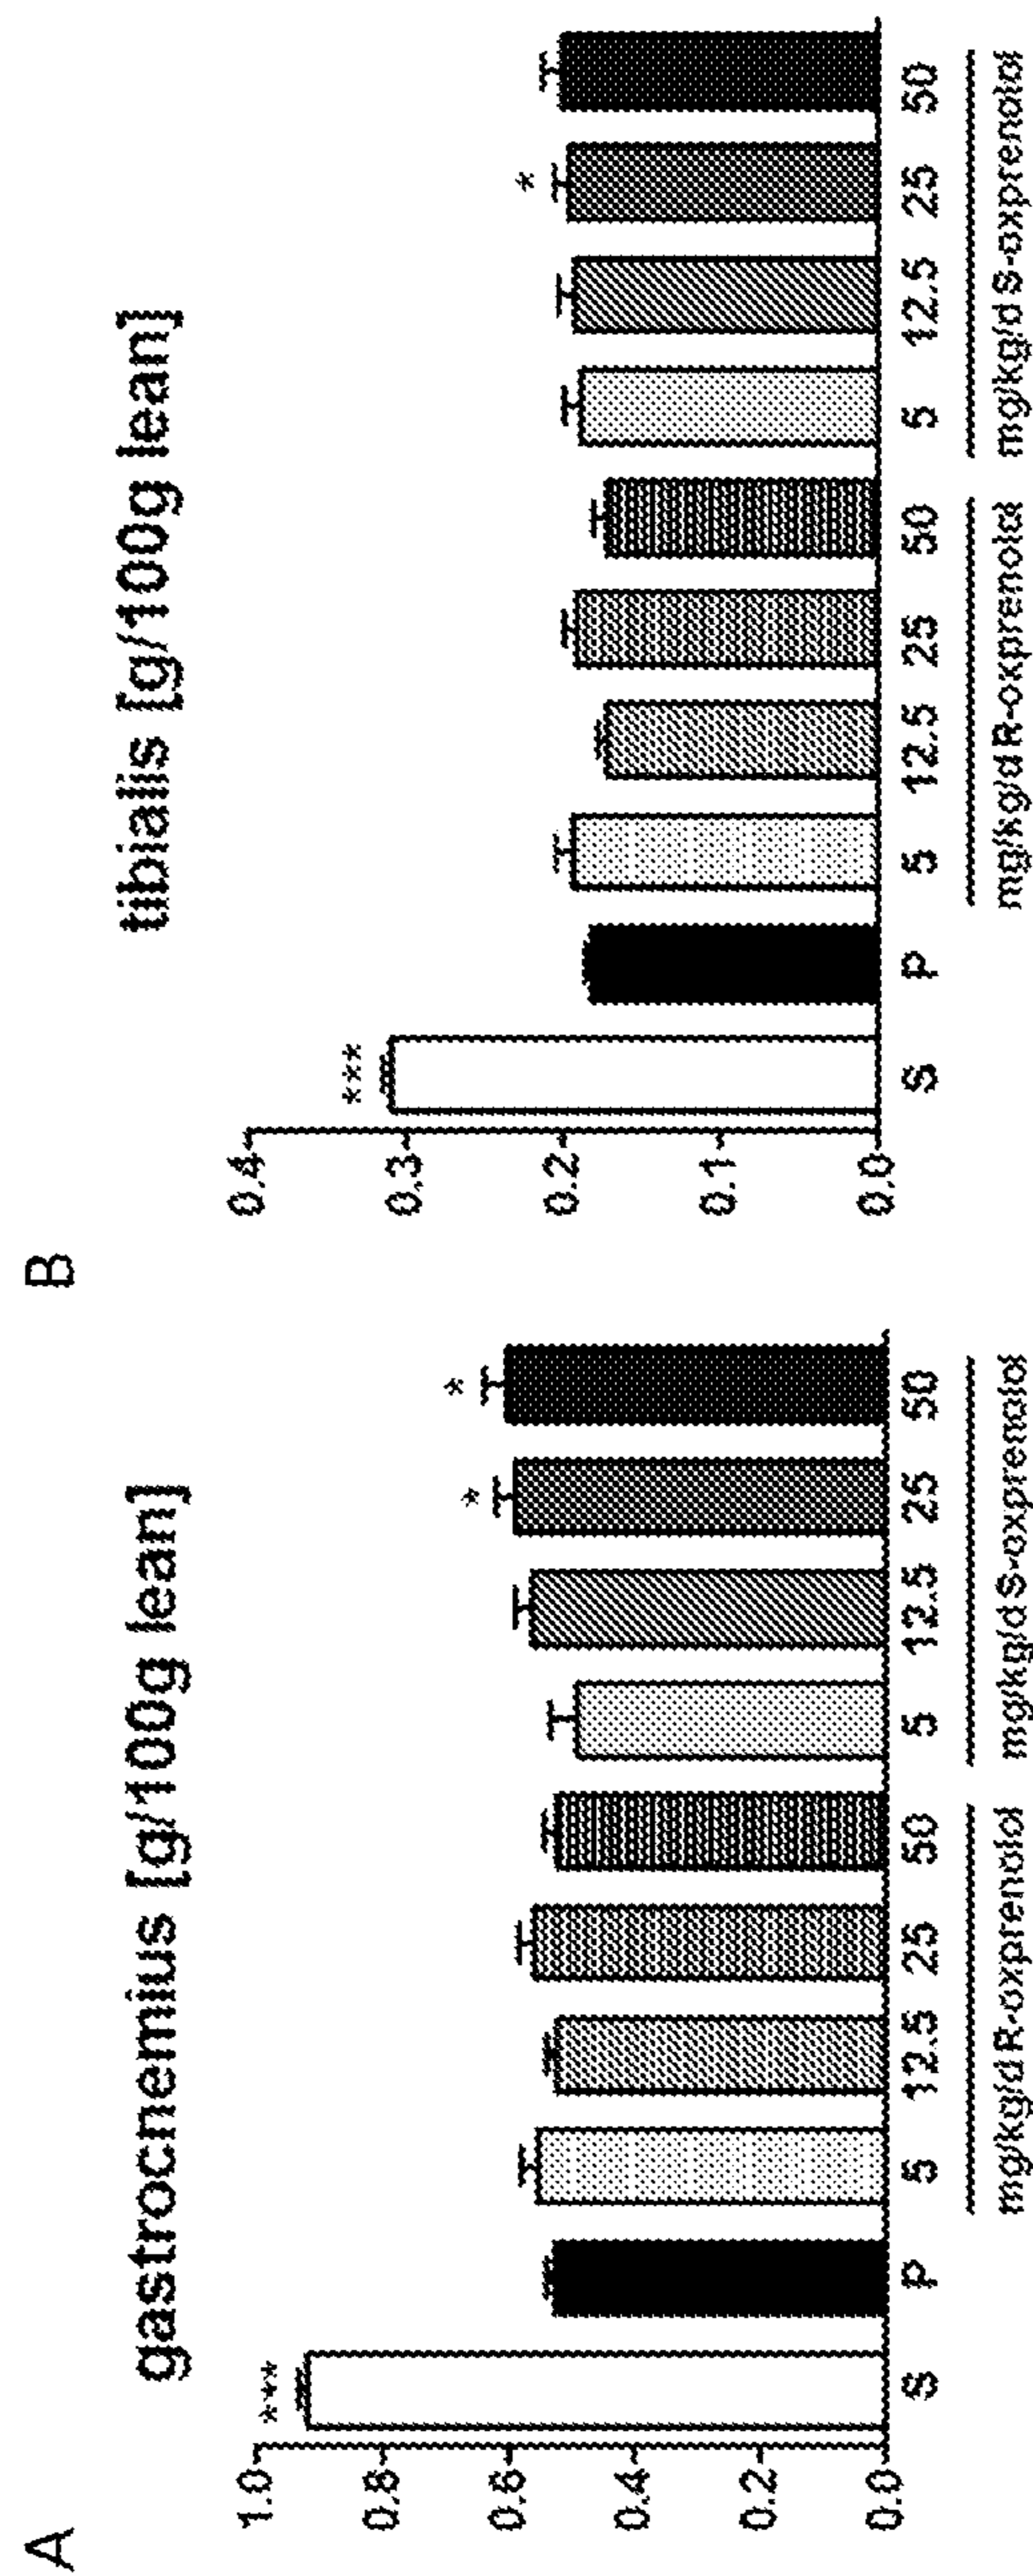 A
gastrocnemius [g/100g lean]
***
*
*
1.0
0.8
0.6
0.4
0.2
0.0
S P 5 12.5 25 50 5 12.5 25 50
mg/kg/d R-oxprenolol mg/kg/d S-oxprenolol
B
tibialis [g/100g lean]
***
*
0.4
0.3
0.2
0.1
0.0
S P 5 12.5 25 50 5 12.5 25 50
mg/kg/d R-oxprenolol mg/kg/d S-oxprenolol